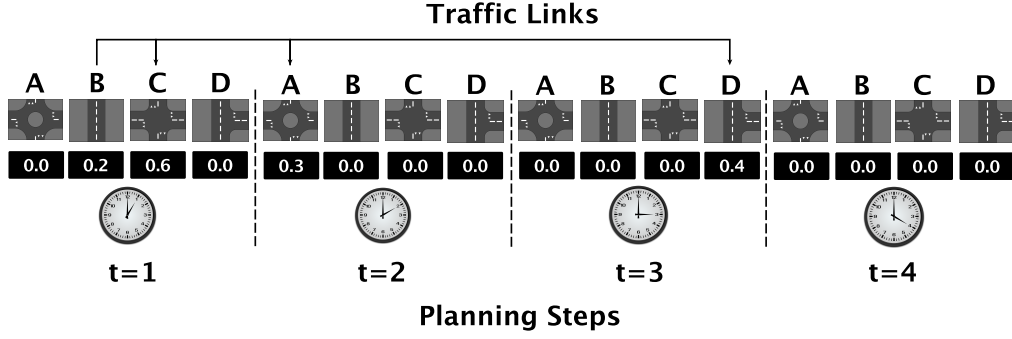 Traffic Links
A B C D A B C D A B C D A B C D
0.0 0.2 0.6 0.0 0.3 0.0 0.0 0.0 0.0 0.0 0.0 0.4 0.0 0.0 0.0 0.0
t=1 t=2 t=3 t=4
Planning Steps